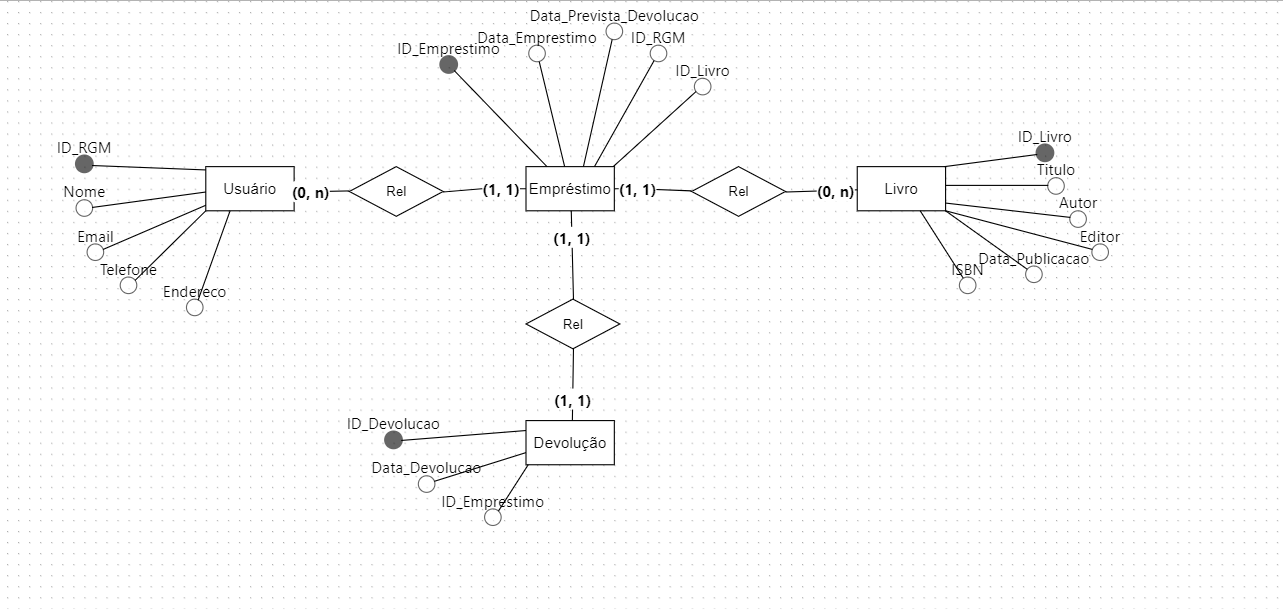 Data_Prevista_Devolucao
Data_Emprestimo
ID_RGM
ID_Emprestimo
ID_Livro
ID_RGM
Nome
Email
Telefone
Endereco
Usuário
(0, n)
Rel
(1, 1)
Empréstimo
(1, 1)
Rel
(0, n)
Livro
ID_Livro
Titulo
Autor
Editor
Data_Publicacao
ISBN
(1, 1)
Rel
(1, 1)
Devolução
ID_Devolucao
Data_Devolucao
ID_Emprestimo